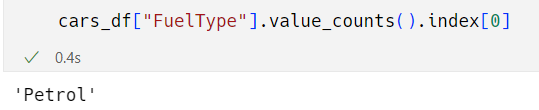 cars_df["FuelType"].value_counts().index[0]
0.4s
'Petrol'